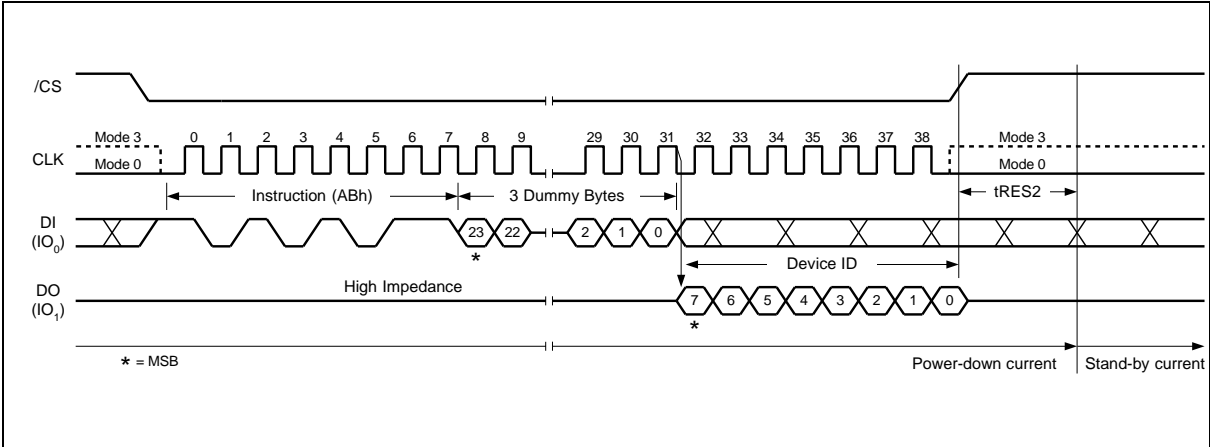 /CS
Mode 3 0 1 2 3 4 5 6 7 8 9 29 30 31 32 33 34 35 36 37 38 Mode 3
CLK
Mode 0 Mode 0
Instruction (ABh) 3 Dummy Bytes tRES2
DI
(IO0)
23 22 2 1 0
*
Device ID
High Impedance
DO
(IO1)
7 6 5 4 3 2 1 0
*
* = MSB
Power-down current Stand-by current